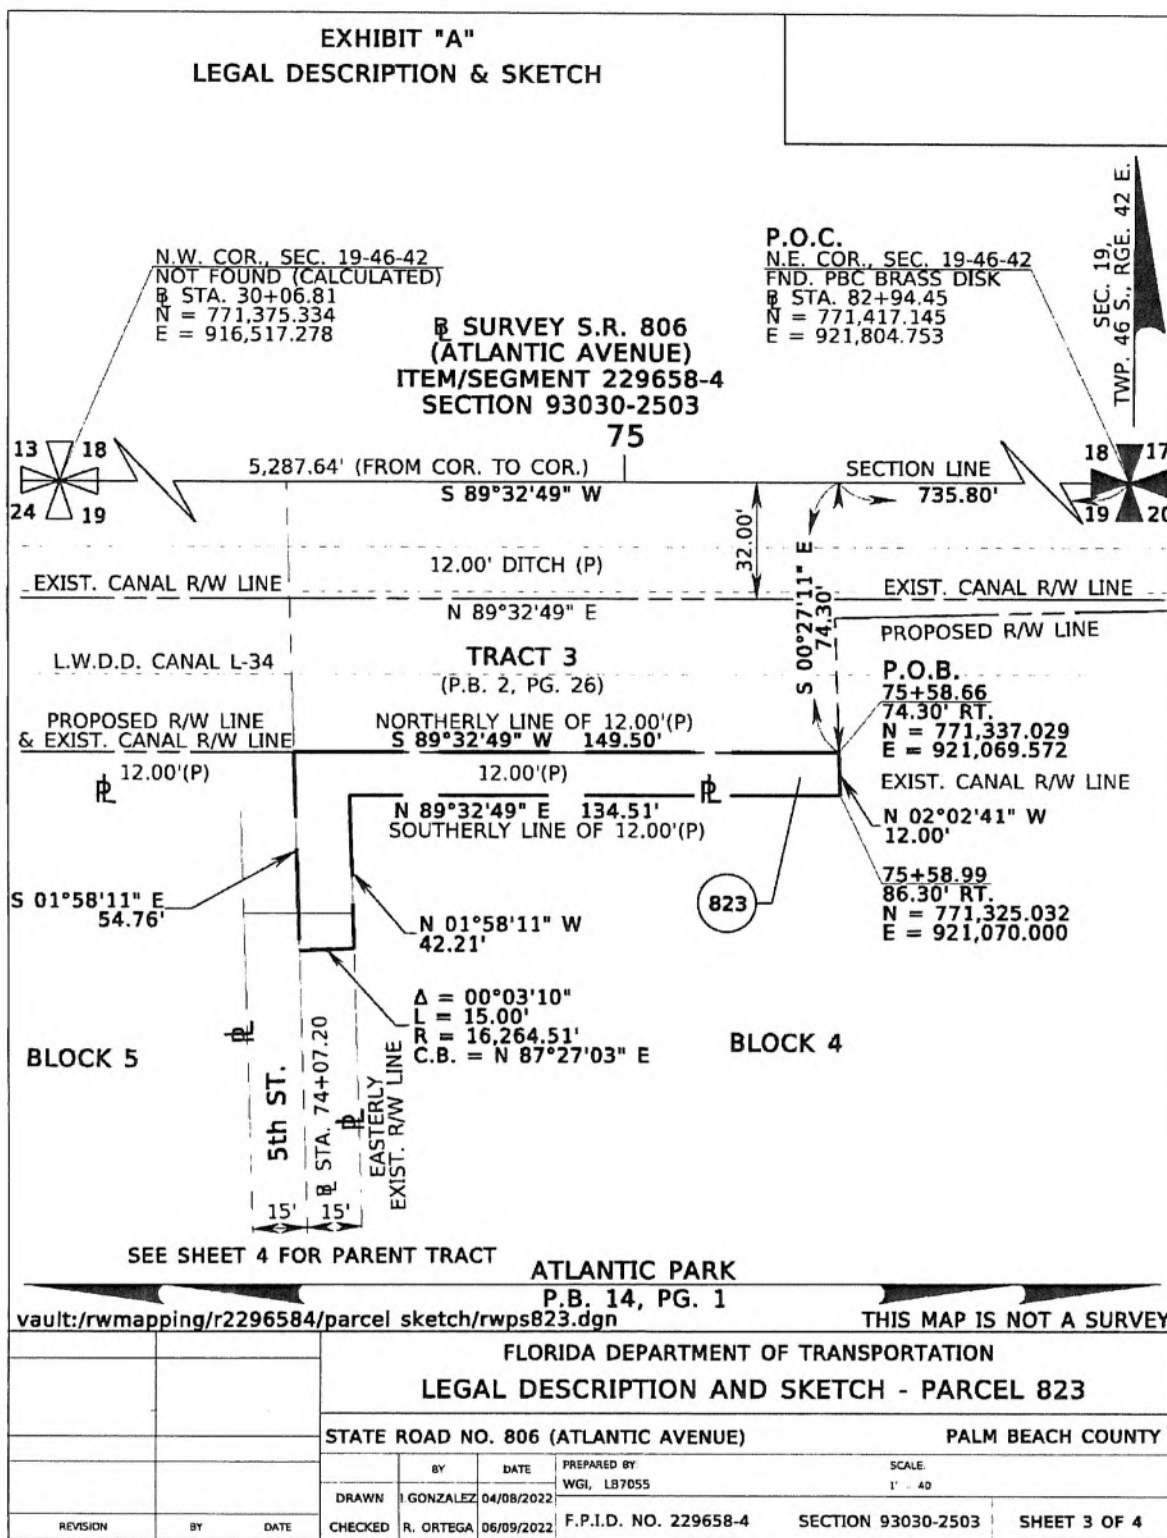 EXHIBIT "A"
LEGAL DESCRIPTION & SKETCH
SEC. 19,
TWP. 46 S., RGE. 42 E.
N.W. COR., SEC. 19-46-42
NOT FOUND (CALCULATED)
BL STA. 30+06.81
N = 771,375.334
E = 916,517.278
P.O.C.
N.E. COR., SEC. 19-46-42
FND. PBC BRASS DISK
BL STA. 82+94.45
N = 771,417.145
E = 921,804.753
BL SURVEY S.R. 806
(ATLANTIC AVENUE)
ITEM/SEGMENT 229658-4
SECTION 93030-2503
75
13 18
24 19
5,287.64' (FROM COR. TO COR.)
S 89°32'49" W
SECTION LINE
735.80'
18 17
19 20
32.00'
S 00°27'11" E
74.30'
12.00' DITCH (P)
EXIST. CANAL R/W LINE
EXIST. CANAL R/W LINE
N 89°32'49" E
PROPOSED R/W LINE
L.W.D.D. CANAL L-34
TRACT 3
(P.B. 2, PG. 26)
P.O.B.
75+58.66
74.30' RT.
N = 771,337.029
E = 921,069.572
PROPOSED R/W LINE
& EXIST. CANAL R/W LINE
NORTHERLY LINE OF 12.00'(P)
S 89°32'49" W 149.50'
12.00'(P)
PL
12.00'(P)
PL
EXIST. CANAL R/W LINE
N 89°32'49" E 134.51'
SOUTHERLY LINE OF 12.00'(P)
N 02°02'41" W
12.00'
75+58.99
86.30' RT.
N = 771,325.032
E = 921,070.000
S 01°58'11" E
54.76'
823
N 01°58'11" W
42.21'
Δ = 00°03'10"
L = 15.00'
R = 16,264.51'
C.B. = N 87°27'03" E
BLOCK 5
BLOCK 4
PL
5th ST.
BL STA. 74+07.20
PL
EASTERLY
EXIST. R/W LINE
15' 15'
SEE SHEET 4 FOR PARENT TRACT
ATLANTIC PARK
P.B. 14, PG. 1
vault:/rwmapping/r2296584/parcel sketch/rwps823.dgn
THIS MAP IS NOT A SURVEY
FLORIDA DEPARTMENT OF TRANSPORTATION
LEGAL DESCRIPTION AND SKETCH - PARCEL 823
STATE ROAD NO. 806 (ATLANTIC AVENUE) PALM BEACH COUNTY
BY DATE
PREPARED BY:
WGI, LB7055
SCALE:
1' - 40
DRAWN I.GONZALEZ 04/08/2022
REVISION BY DATE
CHECKED R. ORTEGA 06/09/2022
F.P.I.D. NO. 229658-4 SECTION 93030-2503 SHEET 3 OF 4